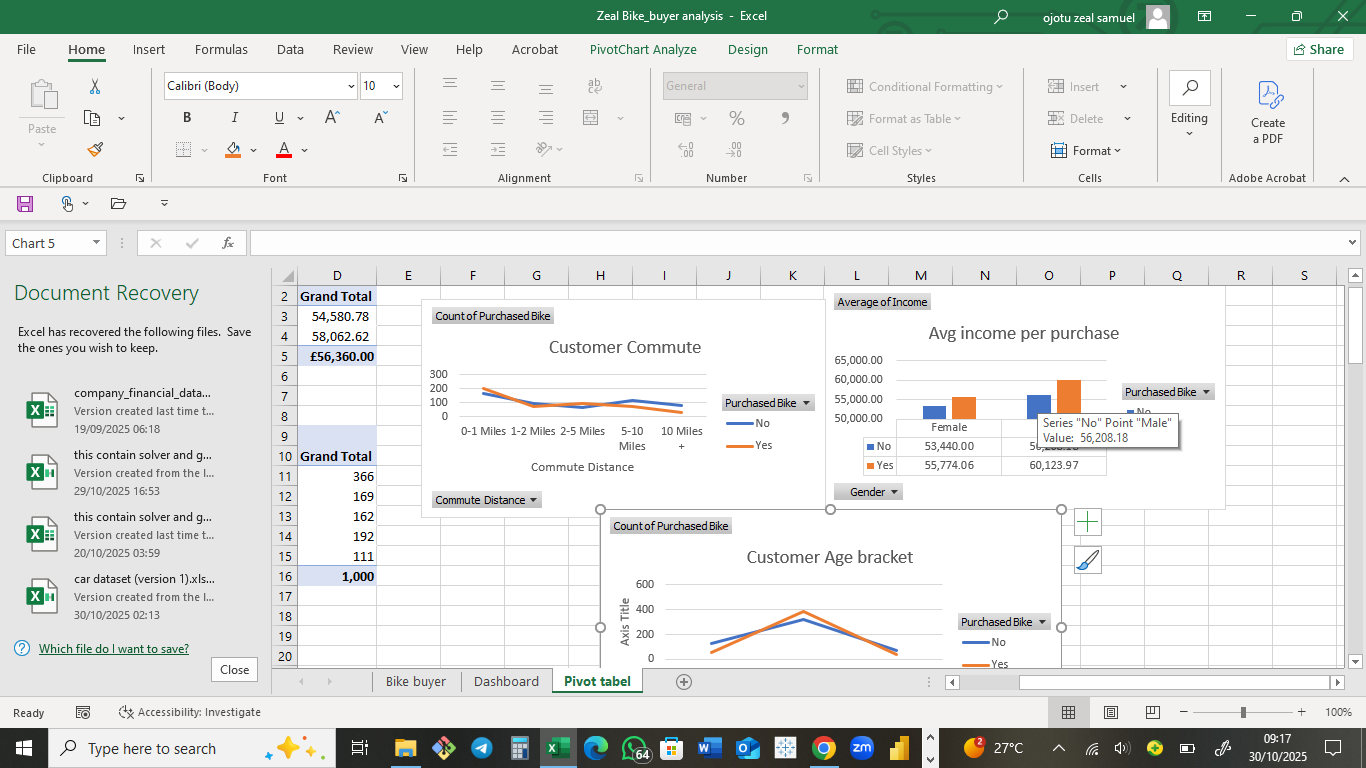 Zeal Bike_buyer analysis - Excel
ojotu zeal samuel
File Home Insert Formulas Data Review View Help Acrobat PivotChart Analyze Design Format
Share
Paste
Clipboard
Calibri (Body) 10
B I U A A
A
Font
ab
Alignment
General
% 9
Number
Conditional Formatting
Format as Table
Cell Styles
Styles
Insert
Delete
Format
Cells
Editing
Create
a PDF
Adobe Acrobat
Chart 5
fx
Document Recovery
Excel has recovered the following files. Save
the ones you wish to keep.
company_financial_data...
Version created last time t...
19/09/2025 06:18
this contain solver and g...
Version created from the l...
29/10/2025 16:53
this contain solver and g...
Version created last time t...
20/10/2025 03:59
car dataset (version 1).xls...
Version created from the l...
30/10/2025 02:13
Which file do I want to save?
Close
D E F G H I J K L M N O P Q R S
2 Grand Total
3 54,580.78
4 58,062.62
5 £56,360.00
6
7
8
9
10 Grand Total
11 366
12 169
13 162
14 192
15 111
16 1,000
17
18
19
20
Count of Purchased Bike
Customer Commute
300
200
100
0
0-1 Miles 1-2 Miles 2-5 Miles 5-10 Miles 10 Miles +
Commute Distance
Purchased Bike
No
Yes
Commute Distance
Average of Income
Avg income per purchase
65,000.00
60,000.00
55,000.00
50,000.00
Female
No 53,440.00
Yes 55,774.06 60,123.97
Purchased Bike
No
Series "No" Point "Male"
Value: 56,208.18
Gender
Count of Purchased Bike
Customer Age bracket
600
400
200
0
Axis Title
Purchased Bike
No
Yes
Bike buyer Dashboard Pivot tabel
Ready
Accessibility: Investigate
100%
Type here to search
64
2
27°C
09:17
30/10/2025